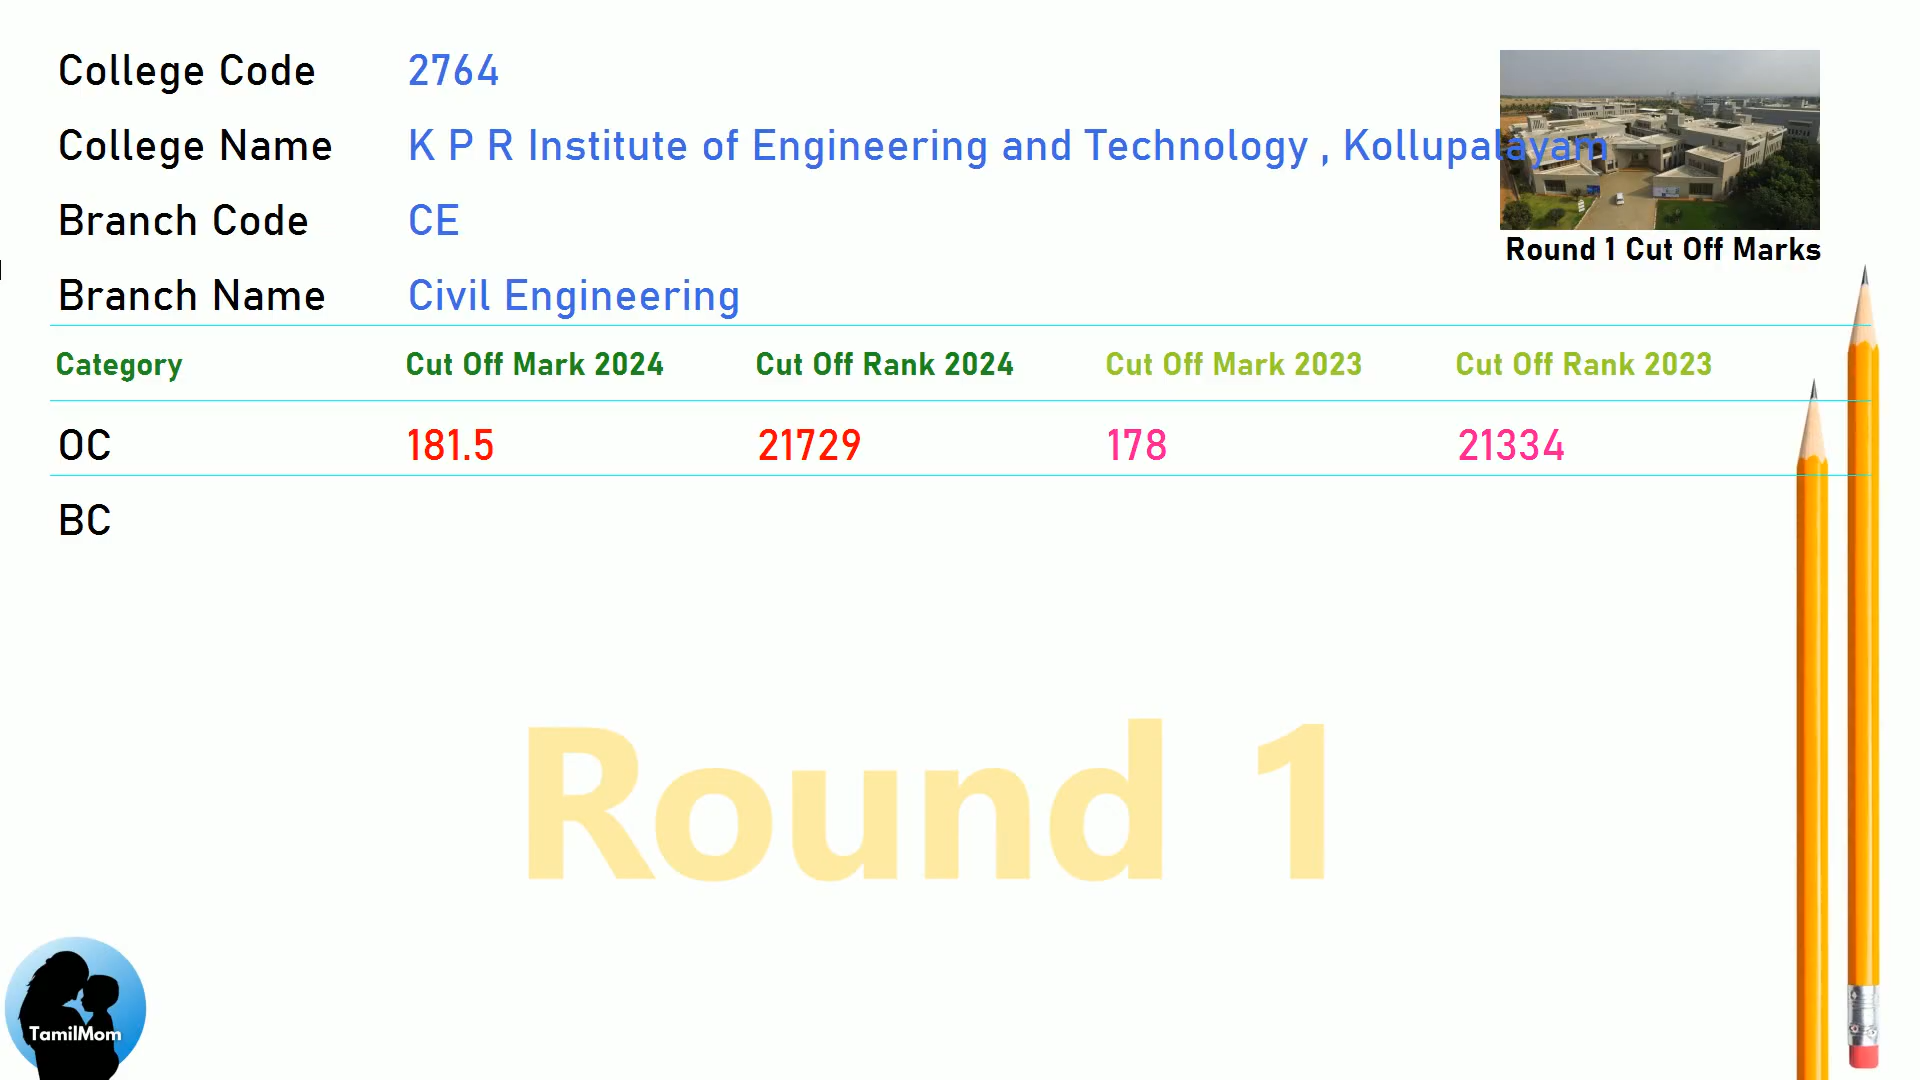 College Code 2764
College Name K P R Institute of Engineering and Technology , Kollupalayam
Branch Code CE
Round 1 Cut Off Marks
Branch Name Civil Engineering
Category Cut Off Mark 2024 Cut Off Rank 2024 Cut Off Mark 2023 Cut Off Rank 2023
OC 181.5 21729 178 21334
BC
Round 1
TamilMom